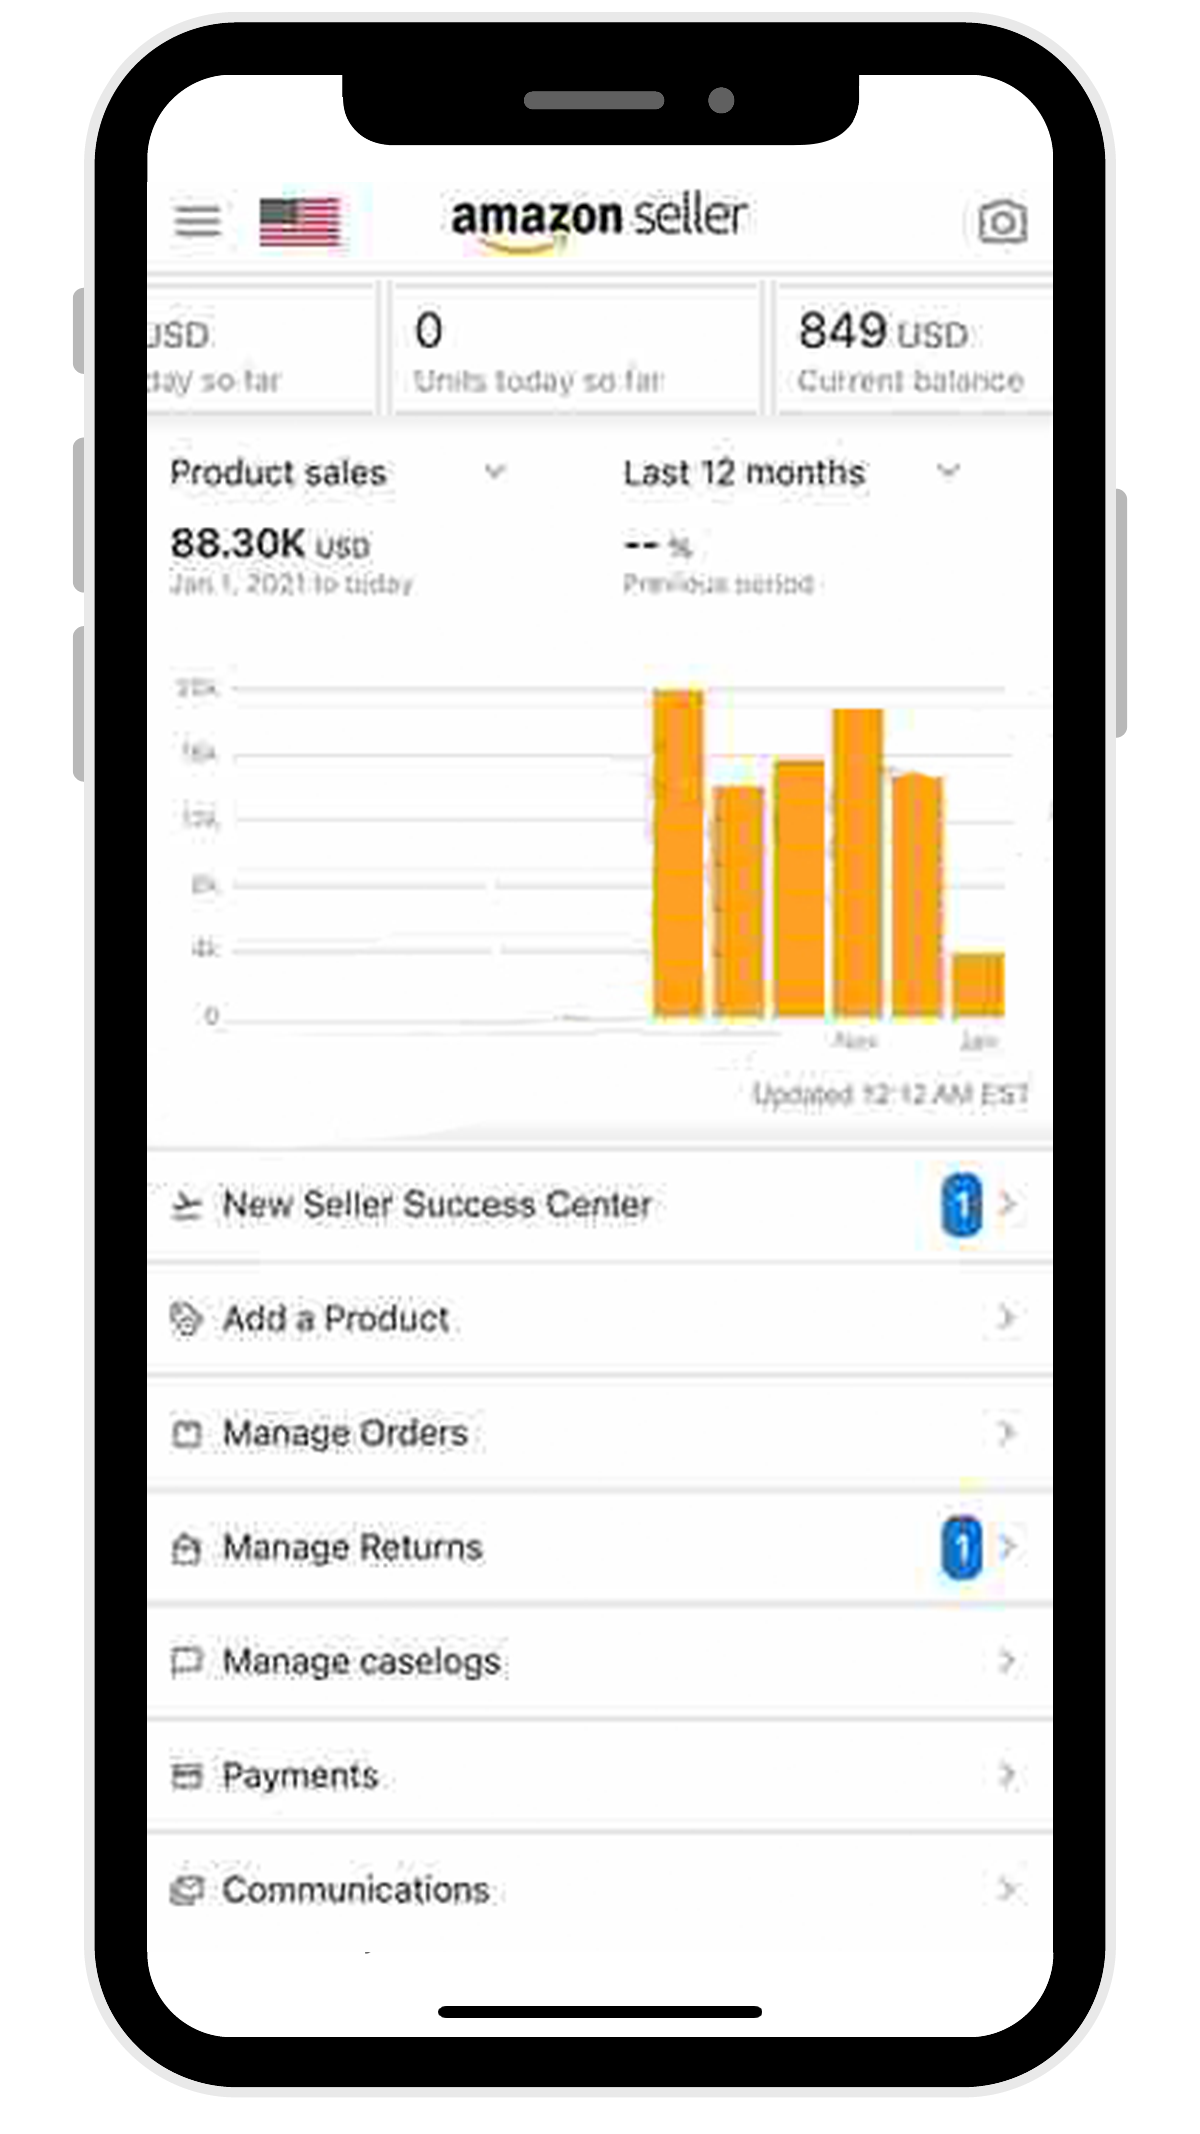 amazon seller
USD
day so far
0
Units today so far
849 USD
Current balance
Product sales
Last 12 months
88.30K USD
Jan 1, 2021 to today
-- %
Previous period
20k
16k
12k
8k
4k
0
Nov
Jan
Updated 12:12 AM EST
New Seller Success Center
1
Add a Product
Manage Orders
Manage Returns
1
Manage caselogs
Payments
Communications